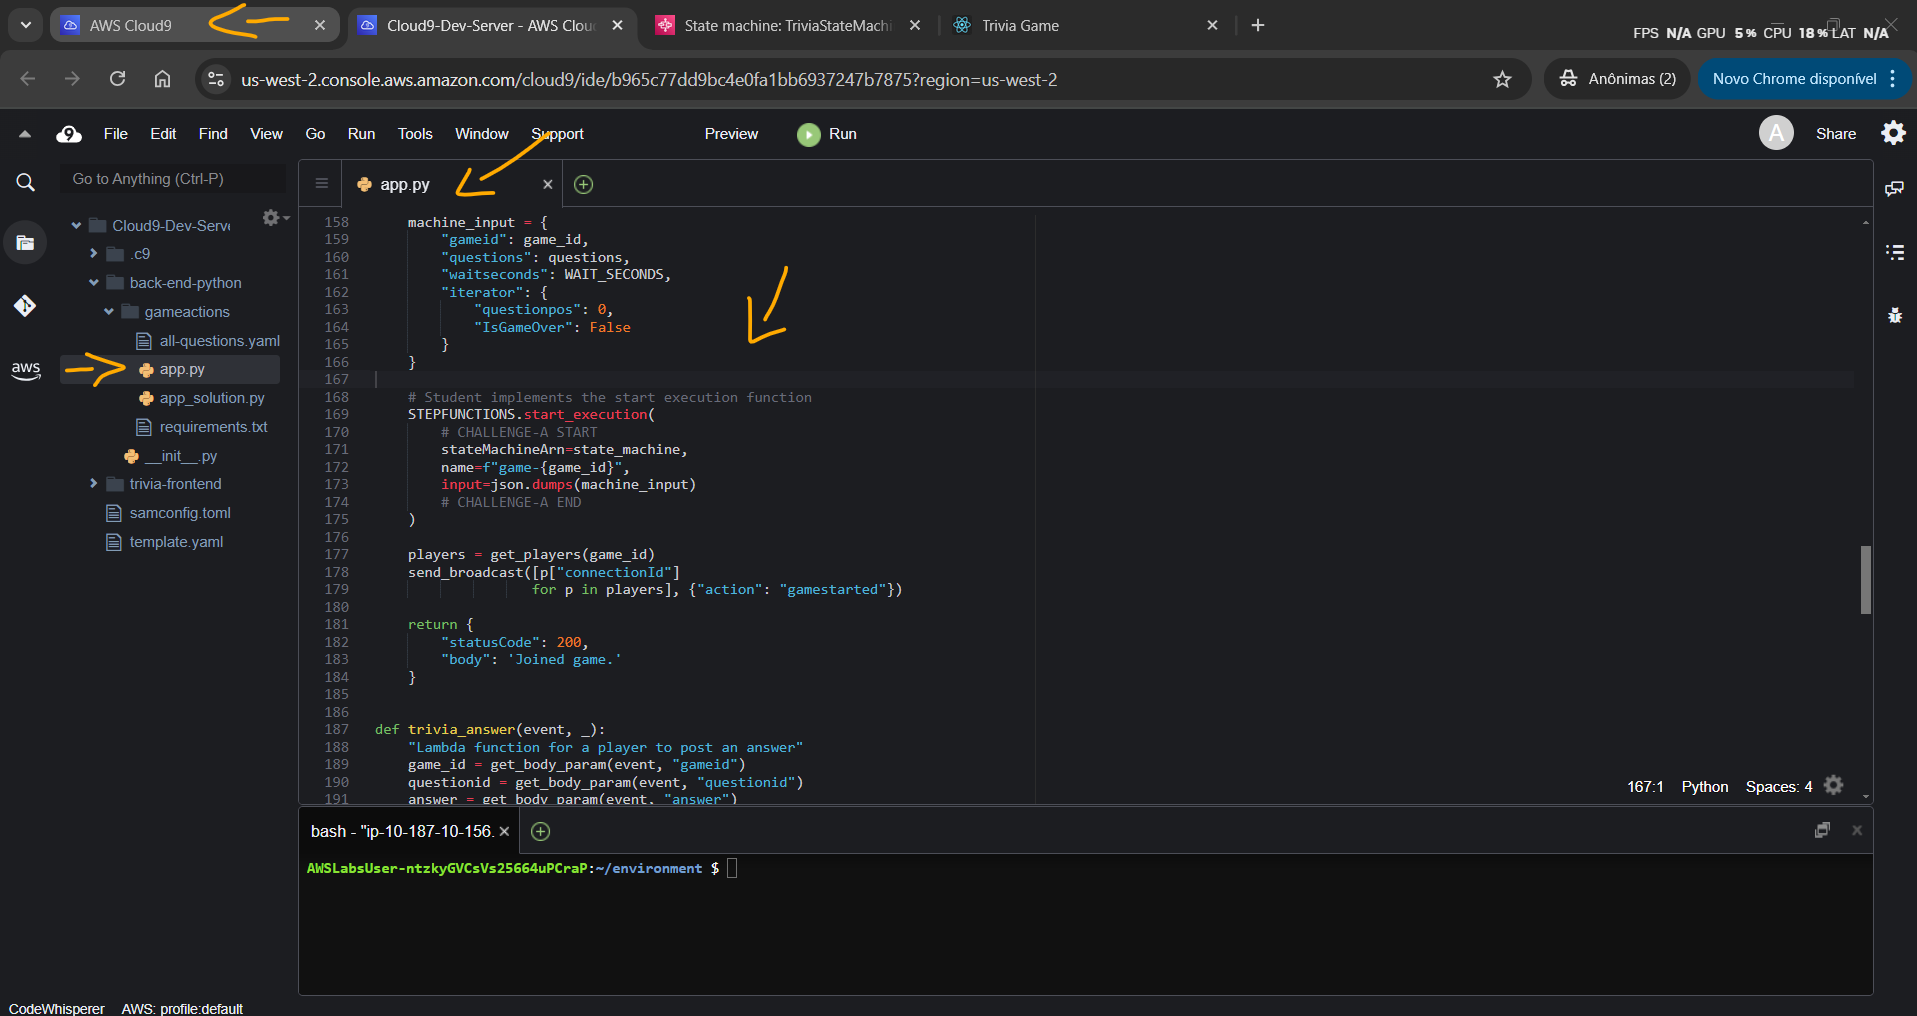 AWS Cloud9
Cloud9-Dev-Server - AWS Clou
State machine: TriviaStateMachi
Trivia Game
FPS N/A GPU 5% CPU 18% LAT N/A
us-west-2.console.aws.amazon.com/cloud9/ide/b965c77dd9bc4e0fa1bb6937247b7875?region=us-west-2
Anônimas (2)
Novo Chrome disponível
9 File Edit Find View Go Run Tools Window Support Preview Run
A Share
Go to Anything (Ctrl-P)
app.py
Cloud9-Dev-Serve
.c9
back-end-python
gameactions
all-questions.yaml
app.py
app_solution.py
requirements.txt
__init__.py
trivia-frontend
samconfig.toml
template.yaml
aws
158 machine_input = {
159 "gameid": game_id,
160 "questions": questions,
161 "waitseconds": WAIT_SECONDS,
162 "iterator": {
163 "questionpos": 0,
164 "IsGameOver": False
165 }
166 }
167
168 # Student implements the start execution function
169 STEPFUNCTIONS.start_execution(
170 # CHALLENGE-A START
171 stateMachineArn=state_machine,
172 name=f"game-{game_id}",
173 input=json.dumps(machine_input)
174 # CHALLENGE-A END
175 )
176
177 players = get_players(game_id)
178 send_broadcast([p["connectionId"]
179 for p in players], {"action": "gamestarted"})
180
181 return {
182 "statusCode": 200,
183 "body": 'Joined game.'
184 }
185
186
187 def trivia_answer(event, _):
188 "Lambda function for a player to post an answer"
189 game_id = get_body_param(event, "gameid")
190 questionid = get_body_param(event, "questionid")
191 answer = get_body_param(event, "answer")
167:1 Python Spaces: 4
bash - "ip-10-187-10-156.
AWSLabsUser-ntzkyGVCsVs25664uPCraP:~/environment $
CodeWhisperer AWS: profile:default